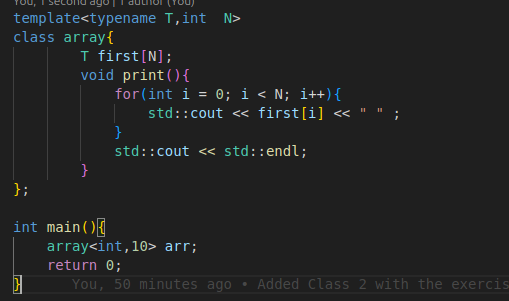 You, 1 second ago | 1 author (You)
template<typename T,int  N>
class array{
        T first[N];
        void print(){
            for(int i = 0; i < N; i++){
                std::cout << first[i] << " " ;
            }
            std::cout << std::endl;
        }
};

int main(){
    array<int,10> arr;
    return 0;
}      You, 50 minutes ago • Added Class 2 with the exercis